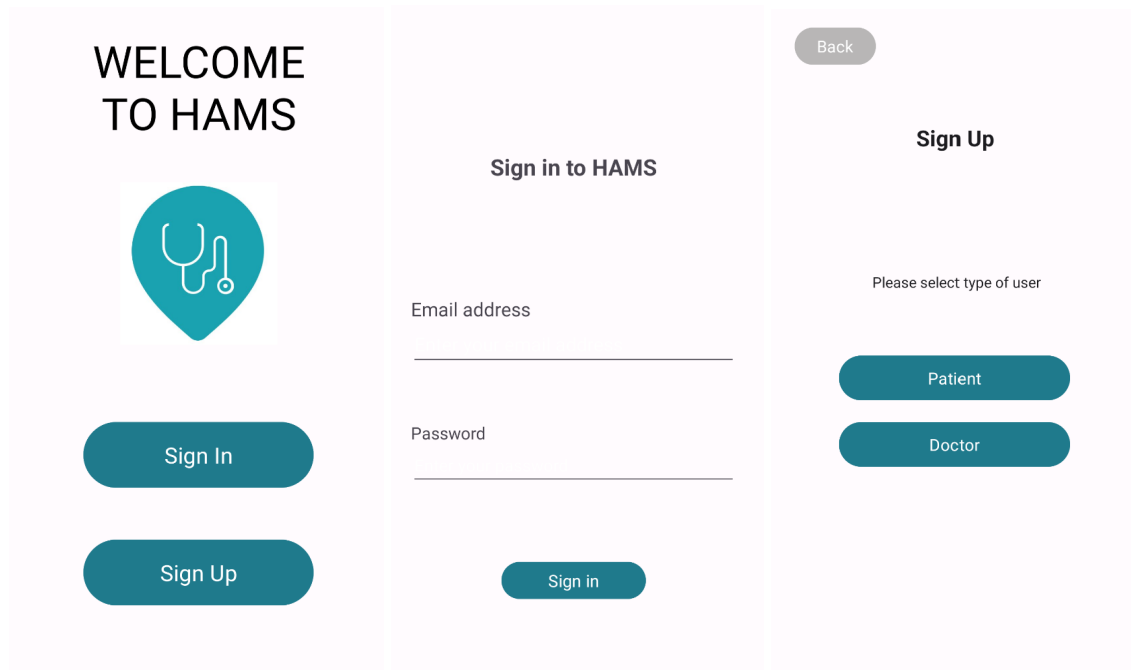 WELCOME
TO HAMS
Sign In
Sign Up
Sign in to HAMS
Email address
Password
Sign in
Back
Sign Up
Please select type of user
Patient
Doctor